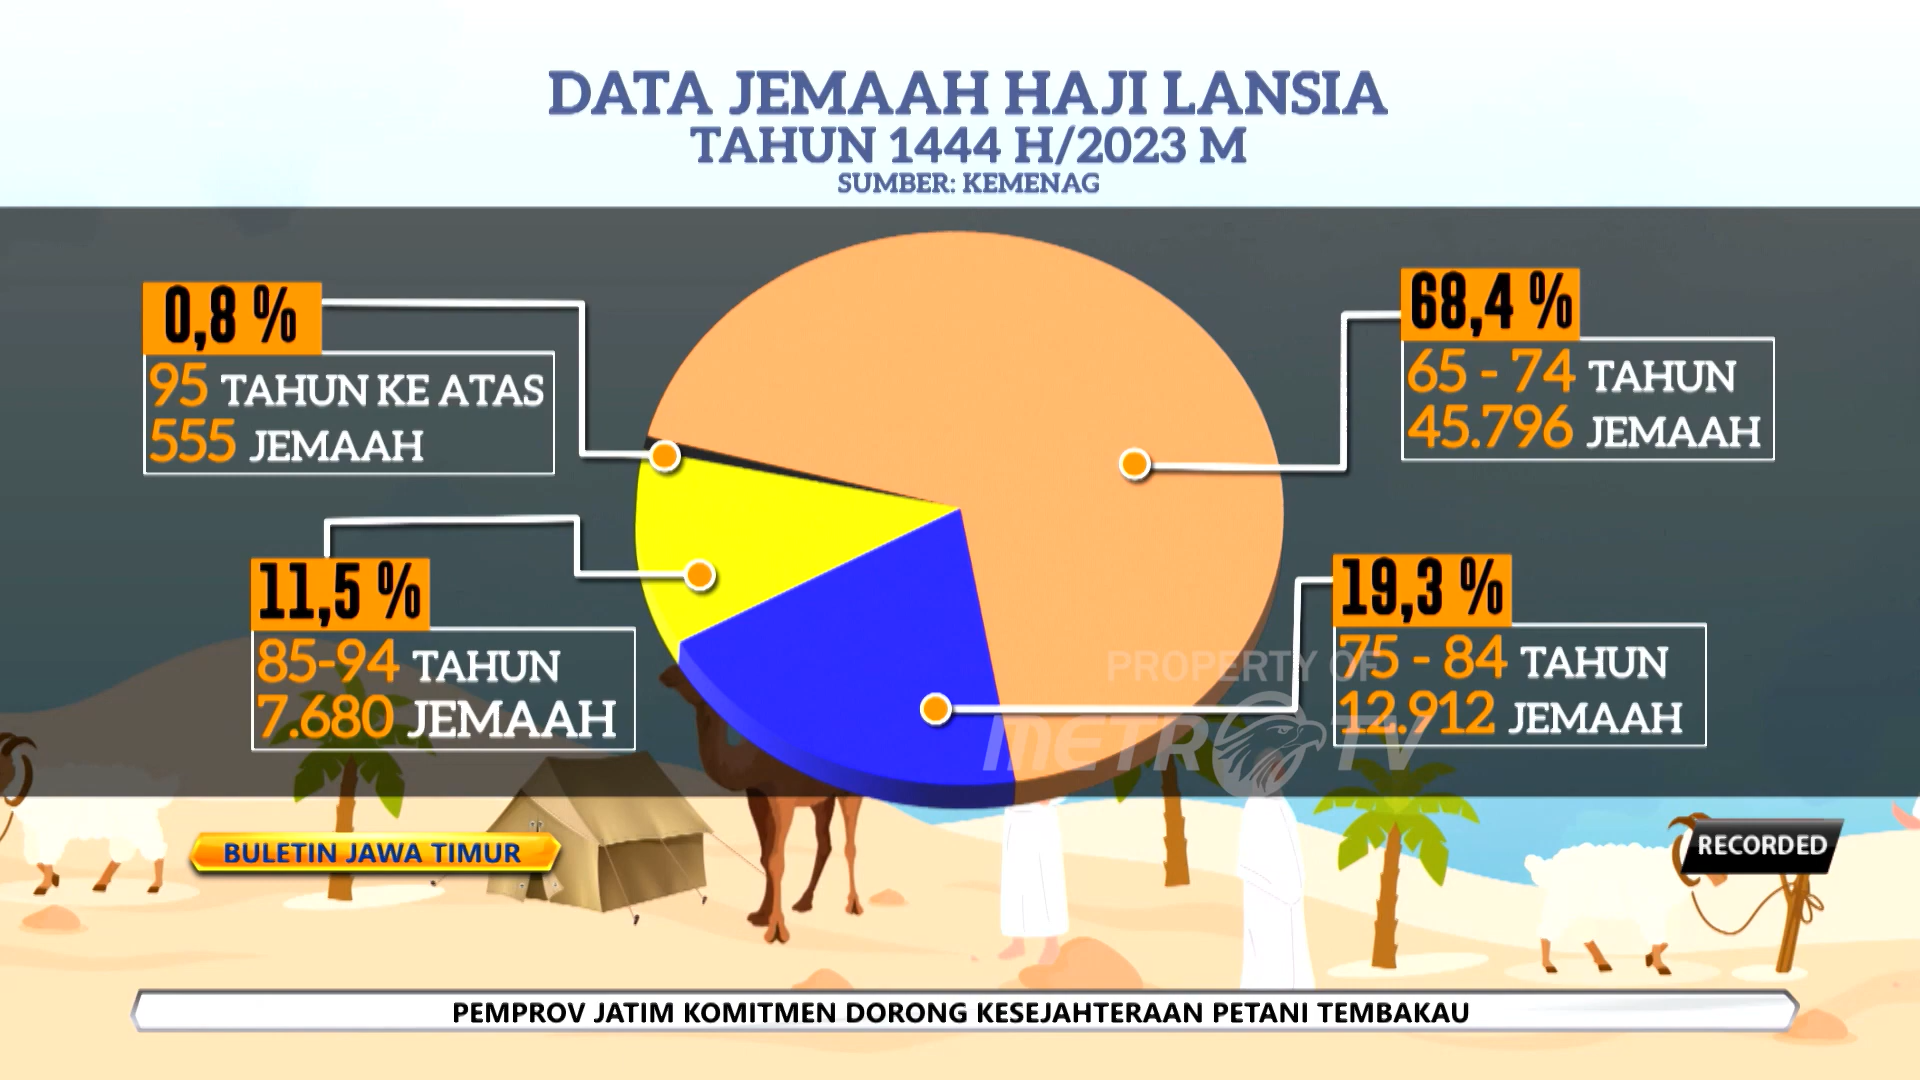 DATA JEMAAH HAJI LANSIA
TAHUN 1444 H/2023 M
SUMBER: KEMENAG
0,8 %
95 TAHUN KE ATAS
555 JEMAAH
68,4 %
65 - 74 TAHUN
45.796 JEMAAH
11,5 %
85-94 TAHUN
7.680 JEMAAH
19,3 %
75 - 84 TAHUN
12.912 JEMAAH
PROPERTY OF
METRO TV
BULETIN JAWA TIMUR
RECORDED
PEMPROV JATIM KOMITMEN DORONG KESEJAHTERAAN PETANI TEMBAKAU